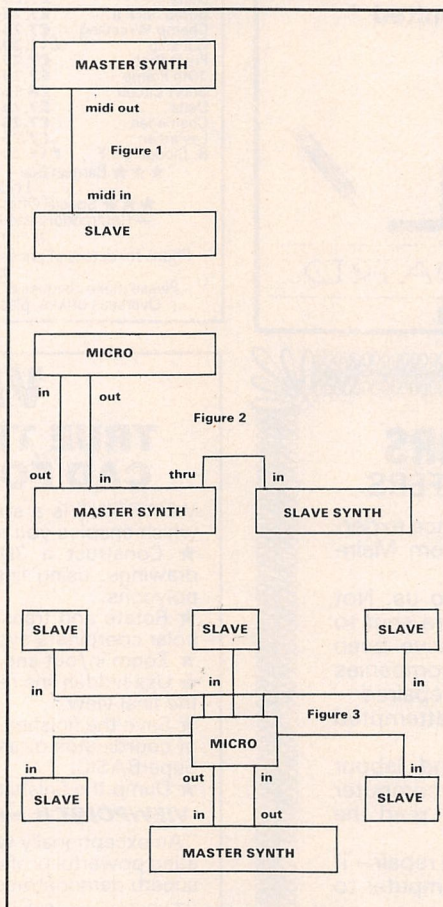 MASTER SYNTH
midi out
Figure 1
midi in
SLAVE
MICRO
in out
Figure 2
out in thru in
MASTER SYNTH SLAVE SYNTH
SLAVE SLAVE SLAVE
in in in
Figure 3
MICRO
in out in in
SLAVE SLAVE
in out
MASTER SYNTH